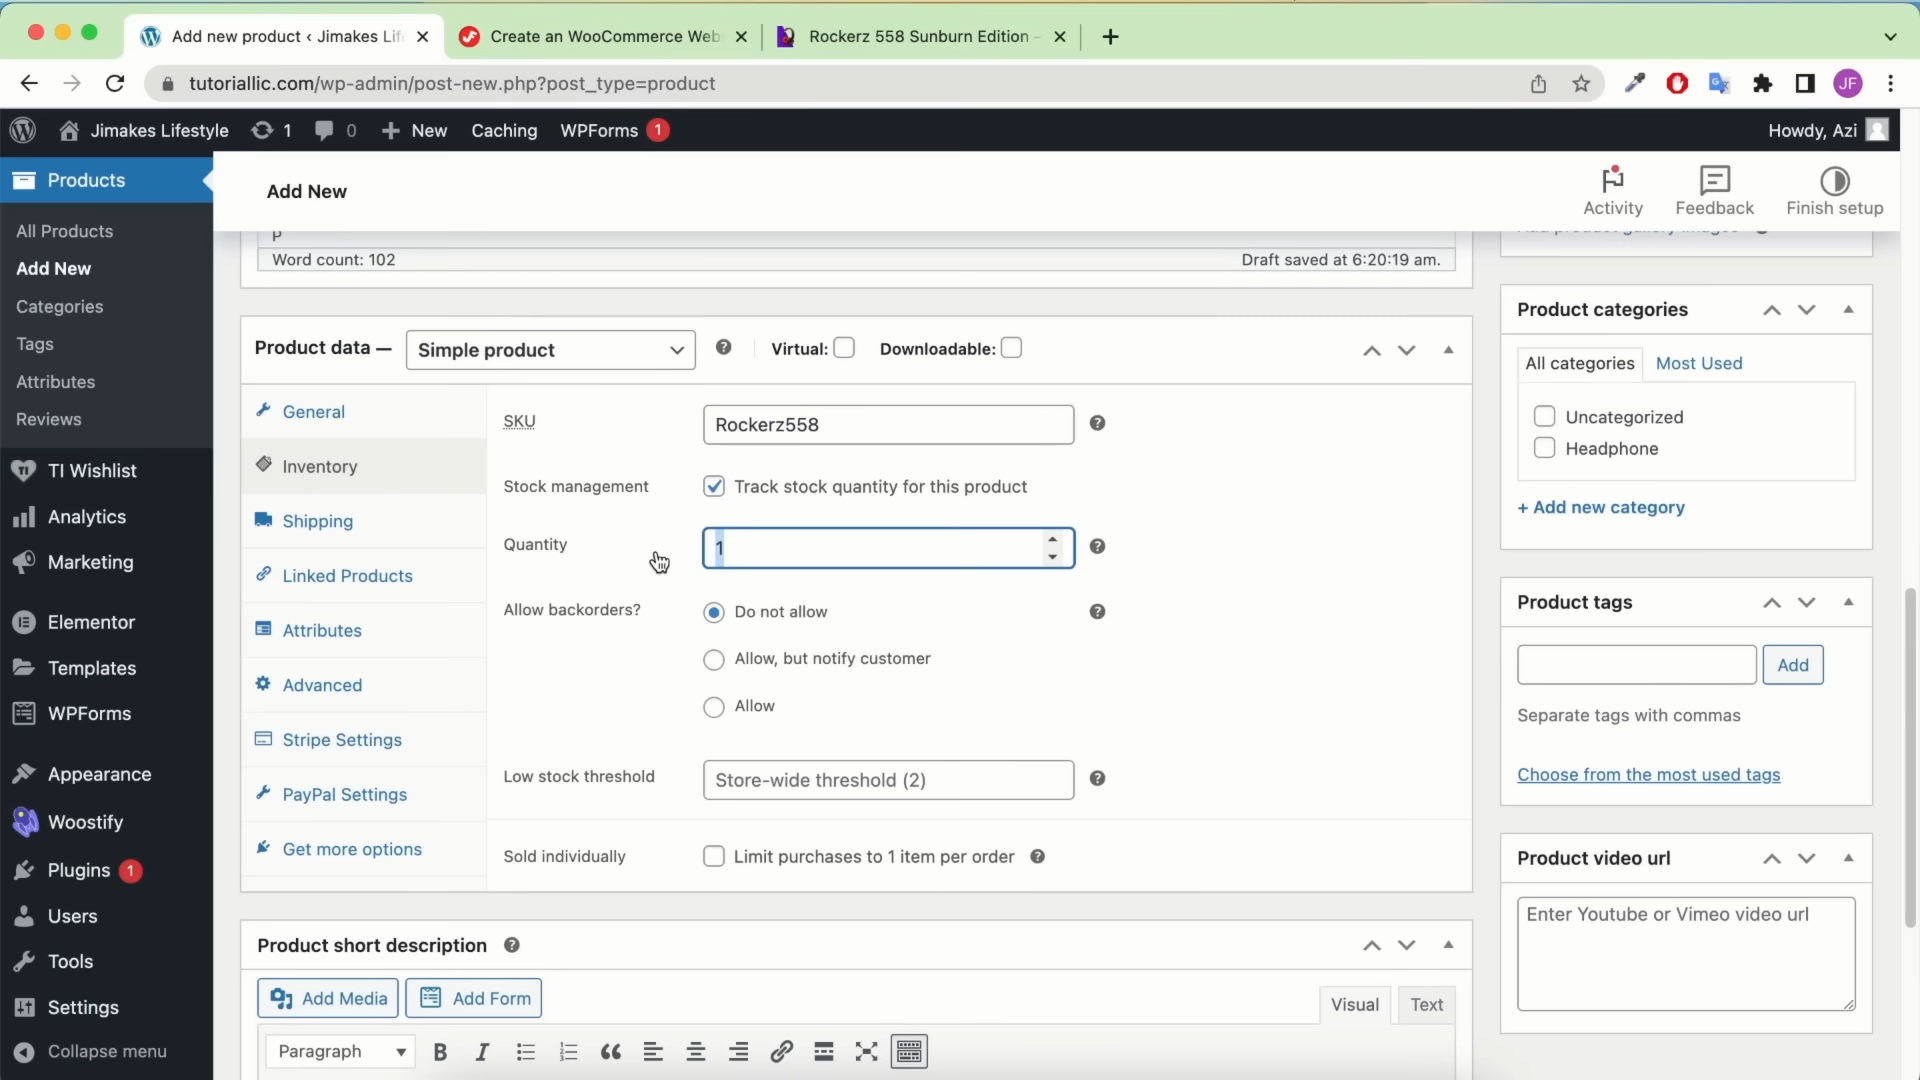 Add new product ‹ Jimakes Lif
Create an WooCommerce Web
Rockerz 558 Sunburn Edition -
tutoriallic.com/wp-admin/post-new.php?post_type=product
JF
Jimakes Lifestyle
1
0
New
Caching
WPForms
1
Howdy, Azi
Products
All Products
Add New
Categories
Tags
Attributes
Reviews
TI Wishlist
Analytics
Marketing
Elementor
Templates
WPForms
Appearance
Woostify
Plugins 1
Users
Tools
Settings
Collapse menu
Add New
Activity
Feedback
Finish setup
P
Word count: 102
Draft saved at 6:20:19 am.
Product data —
Simple product
Virtual:
Downloadable:
General
Inventory
Shipping
Linked Products
Attributes
Advanced
Stripe Settings
PayPal Settings
Get more options
SKU
Rockerz558
Stock management
Track stock quantity for this product
Quantity
1
Allow backorders?
Do not allow
Allow, but notify customer
Allow
Low stock threshold
Store-wide threshold (2)
Sold individually
Limit purchases to 1 item per order
Product short description
Add Media
Add Form
Visual
Text
Paragraph
B
I
Product categories
All categories
Most Used
Uncategorized
Headphone
+ Add new category
Product tags
Add
Separate tags with commas
Choose from the most used tags
Product video url
Enter Youtube or Vimeo video url